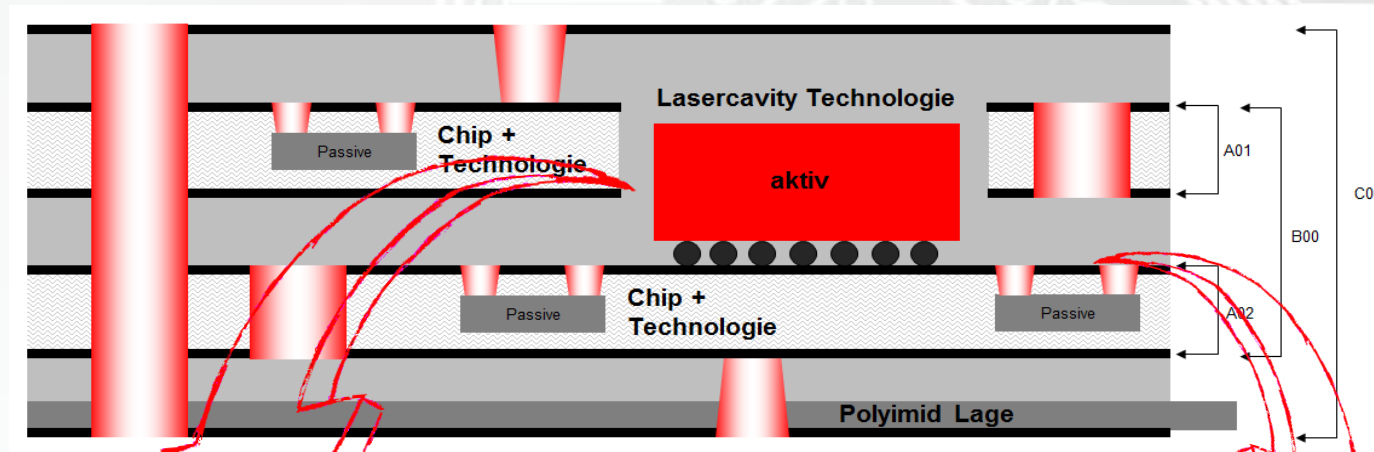 Lasercavity Technologie
Chip +
Technologie
Passive
aktiv
A01
C0
B00
Chip +
Technologie
Passive
Passive
A02
Polyimid Lage